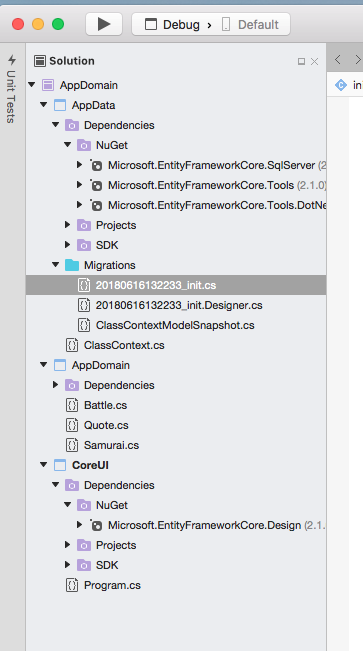 Debug › Default
Solution
Unit Tests
AppDomain
AppData
Dependencies
NuGet
Microsoft.EntityFrameworkCore.SqlServer (2
Microsoft.EntityFrameworkCore.Tools (2.1.0)
Microsoft.EntityFrameworkCore.Tools.DotNe
Projects
SDK
Migrations
20180616132233_init.cs
20180616132233_init.Designer.cs
ClassContextModelSnapshot.cs
ClassContext.cs
AppDomain
Dependencies
Battle.cs
Quote.cs
Samurai.cs
CoreUI
Dependencies
NuGet
Microsoft.EntityFrameworkCore.Design (2.1.
Projects
SDK
Program.cs
C in